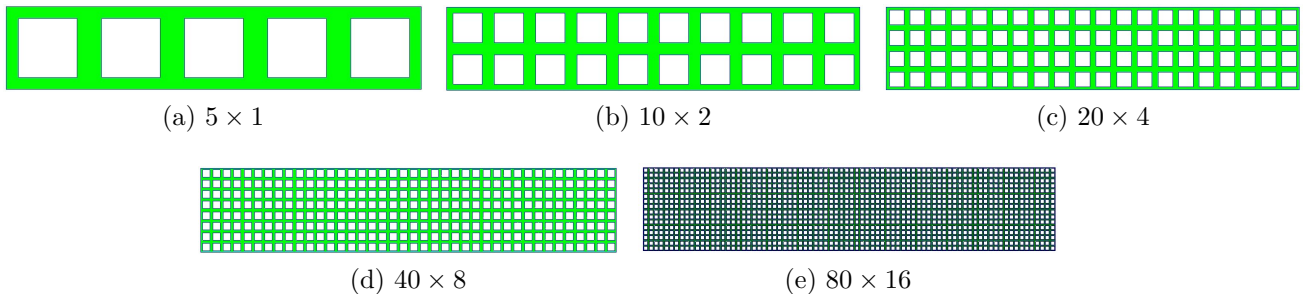 (a) 5 × 1
(b) 10 × 2
(c) 20 × 4
(d) 40 × 8
(e) 80 × 16